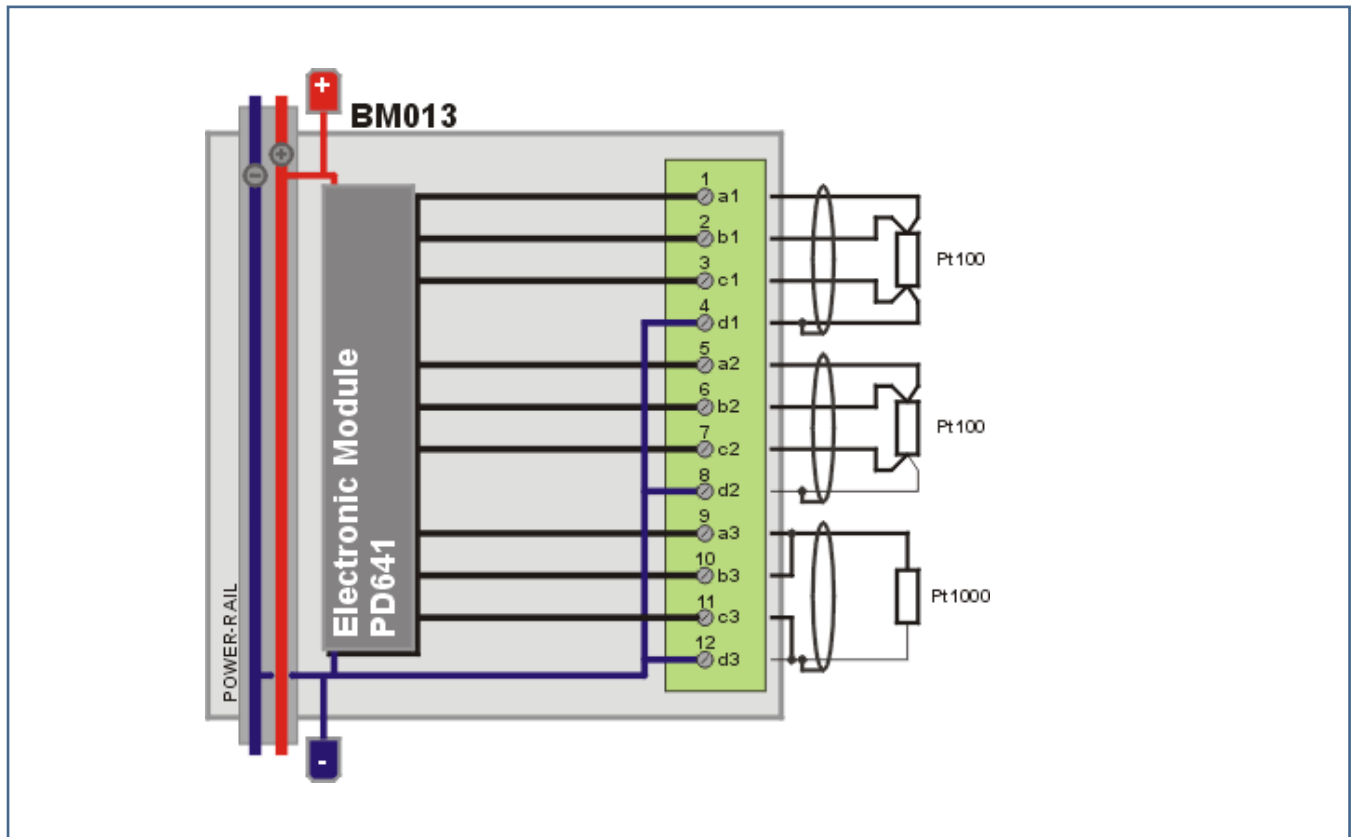 +
BM013
+
-
POWER-RAIL
Electronic Module
PD641
1
a1
2
b1
3
c1
4
d1
5
a2
6
b2
7
c2
8
d2
9
a3
10
b3
11
c3
12
d3
Pt100
Pt100
Pt1000
-